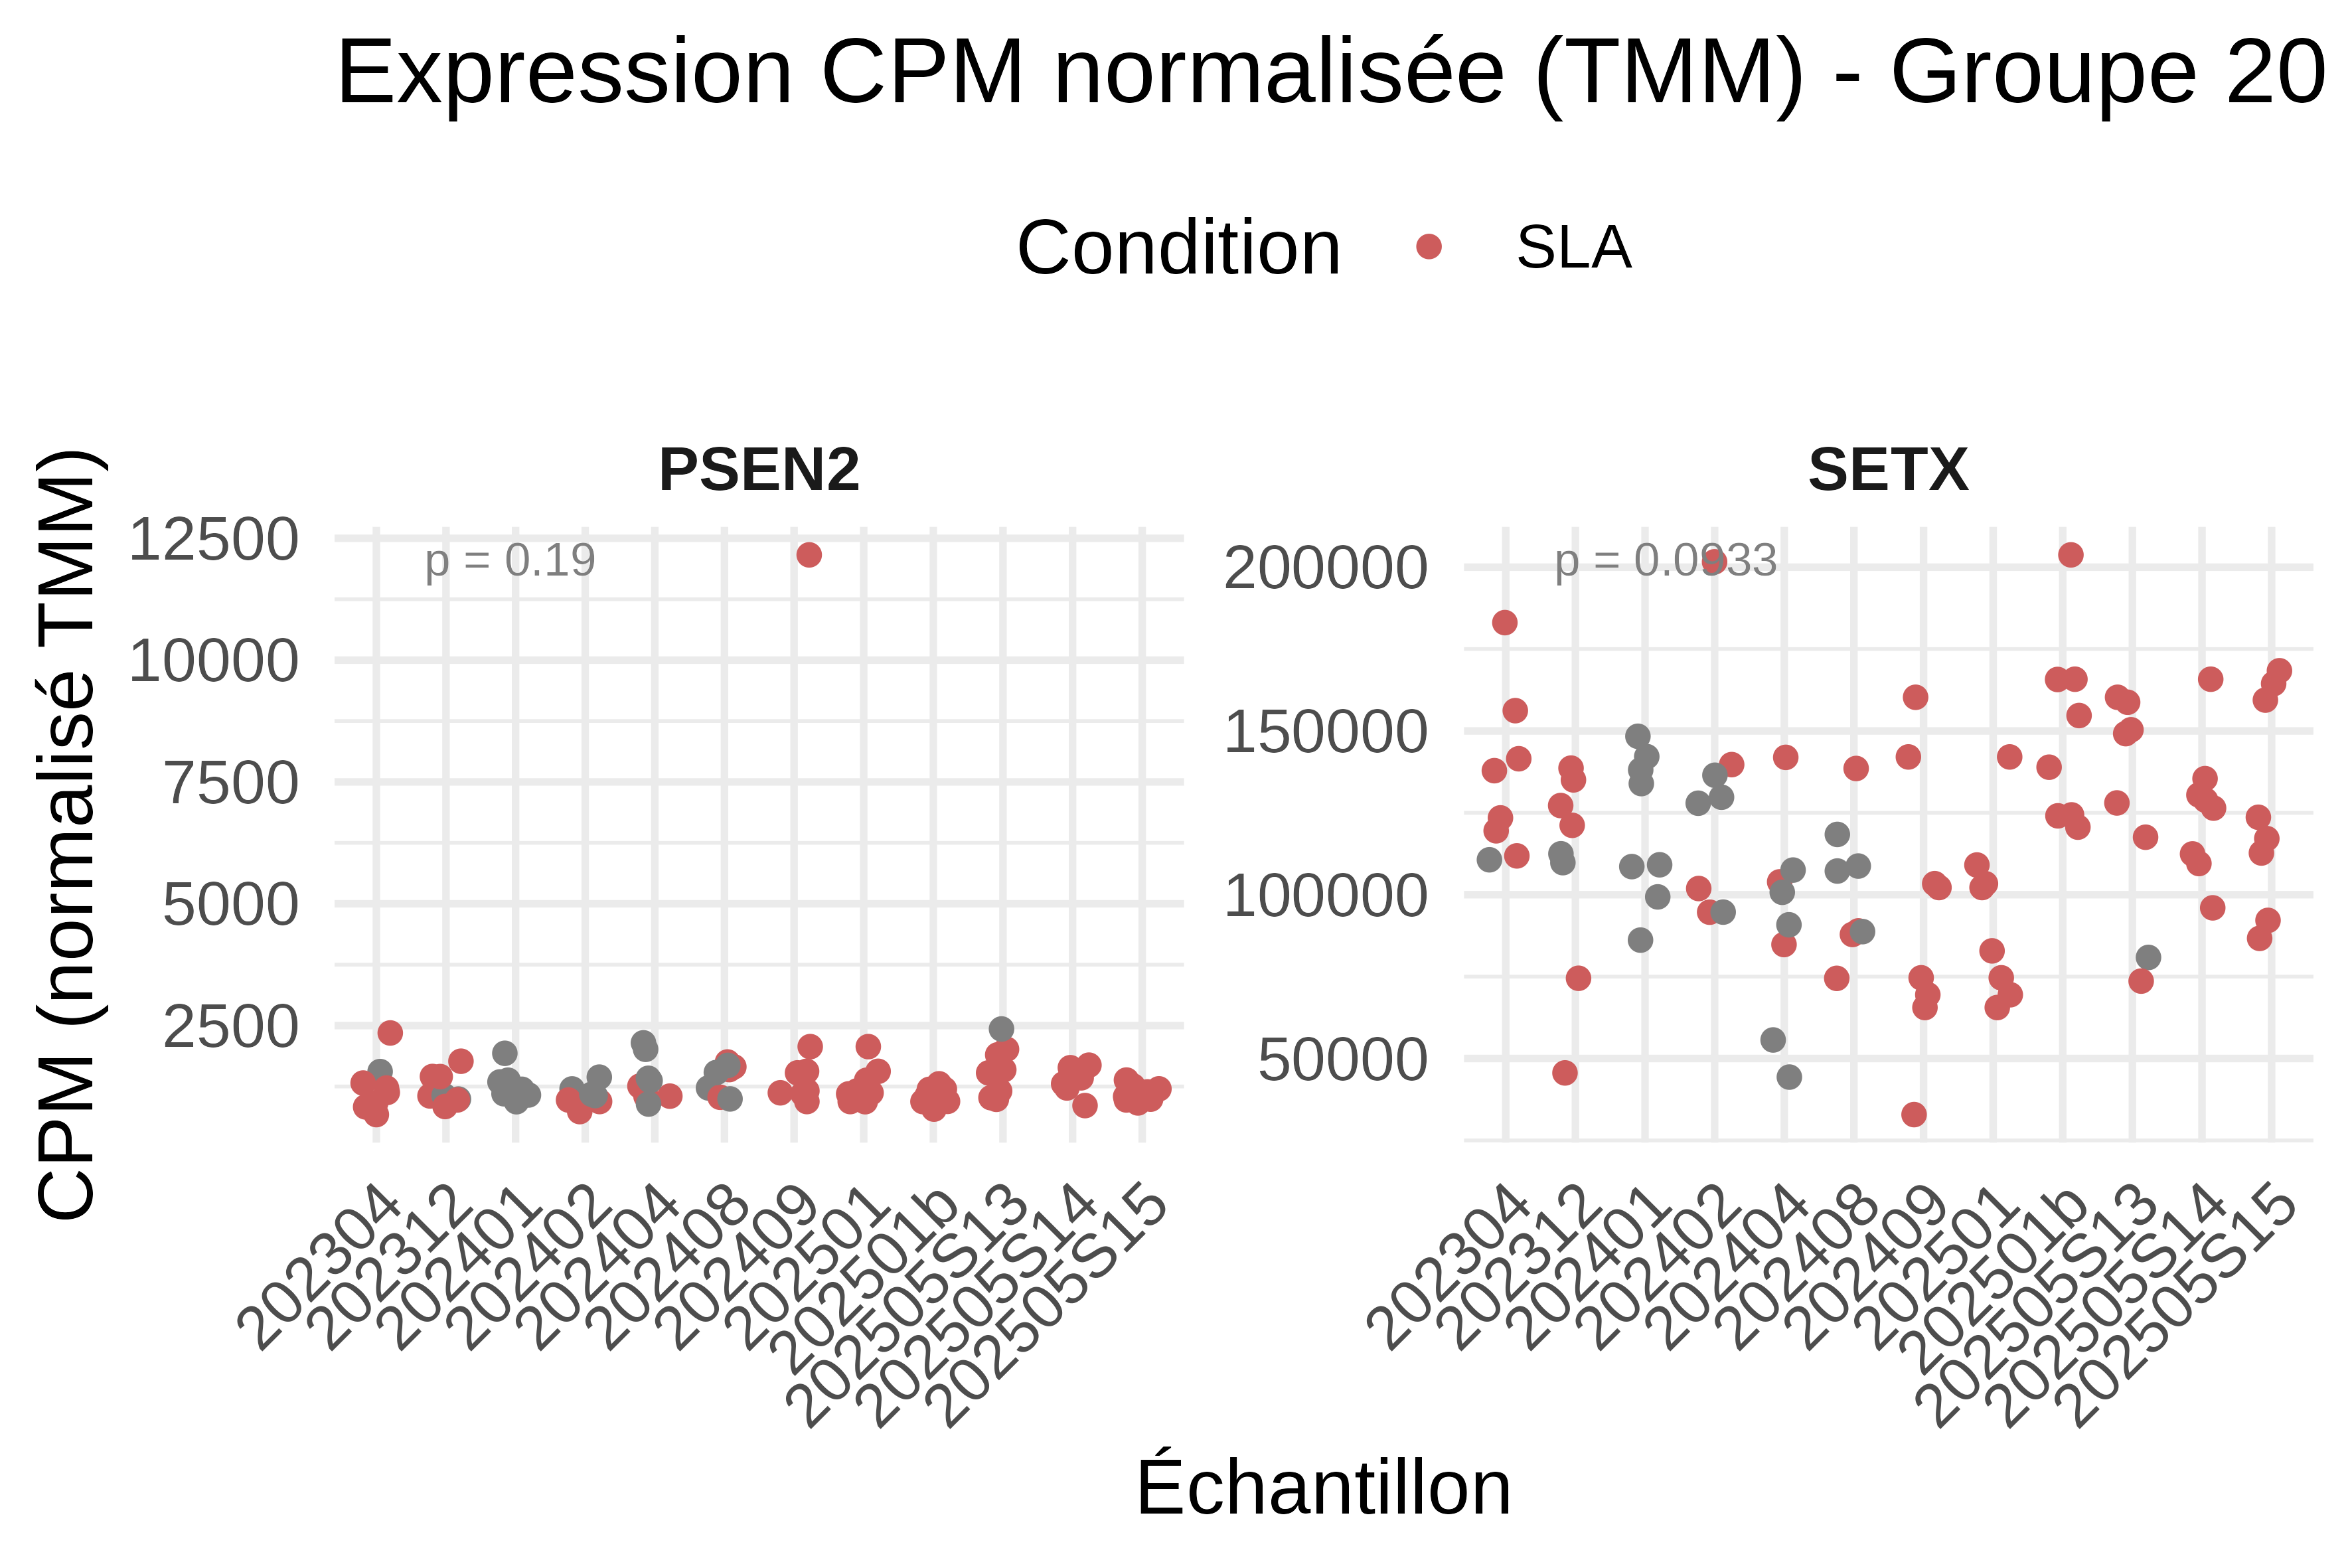 Expression CPM normalisée (TMM) - Groupe 20
Condition SLA
CPM (normalisé TMM)
PSEN2
12500
10000
7500
5000
2500
p = 0.19
202304
202312
202401
202402
202404
202408
202409
202501
202501b
202505S13
202505S14
202505S15
SETX
200000
150000
100000
50000
p = 0.0933
202304
202312
202401
202402
202404
202408
202409
202501
202501b
202505S13
202505S14
202505S15
Échantillon